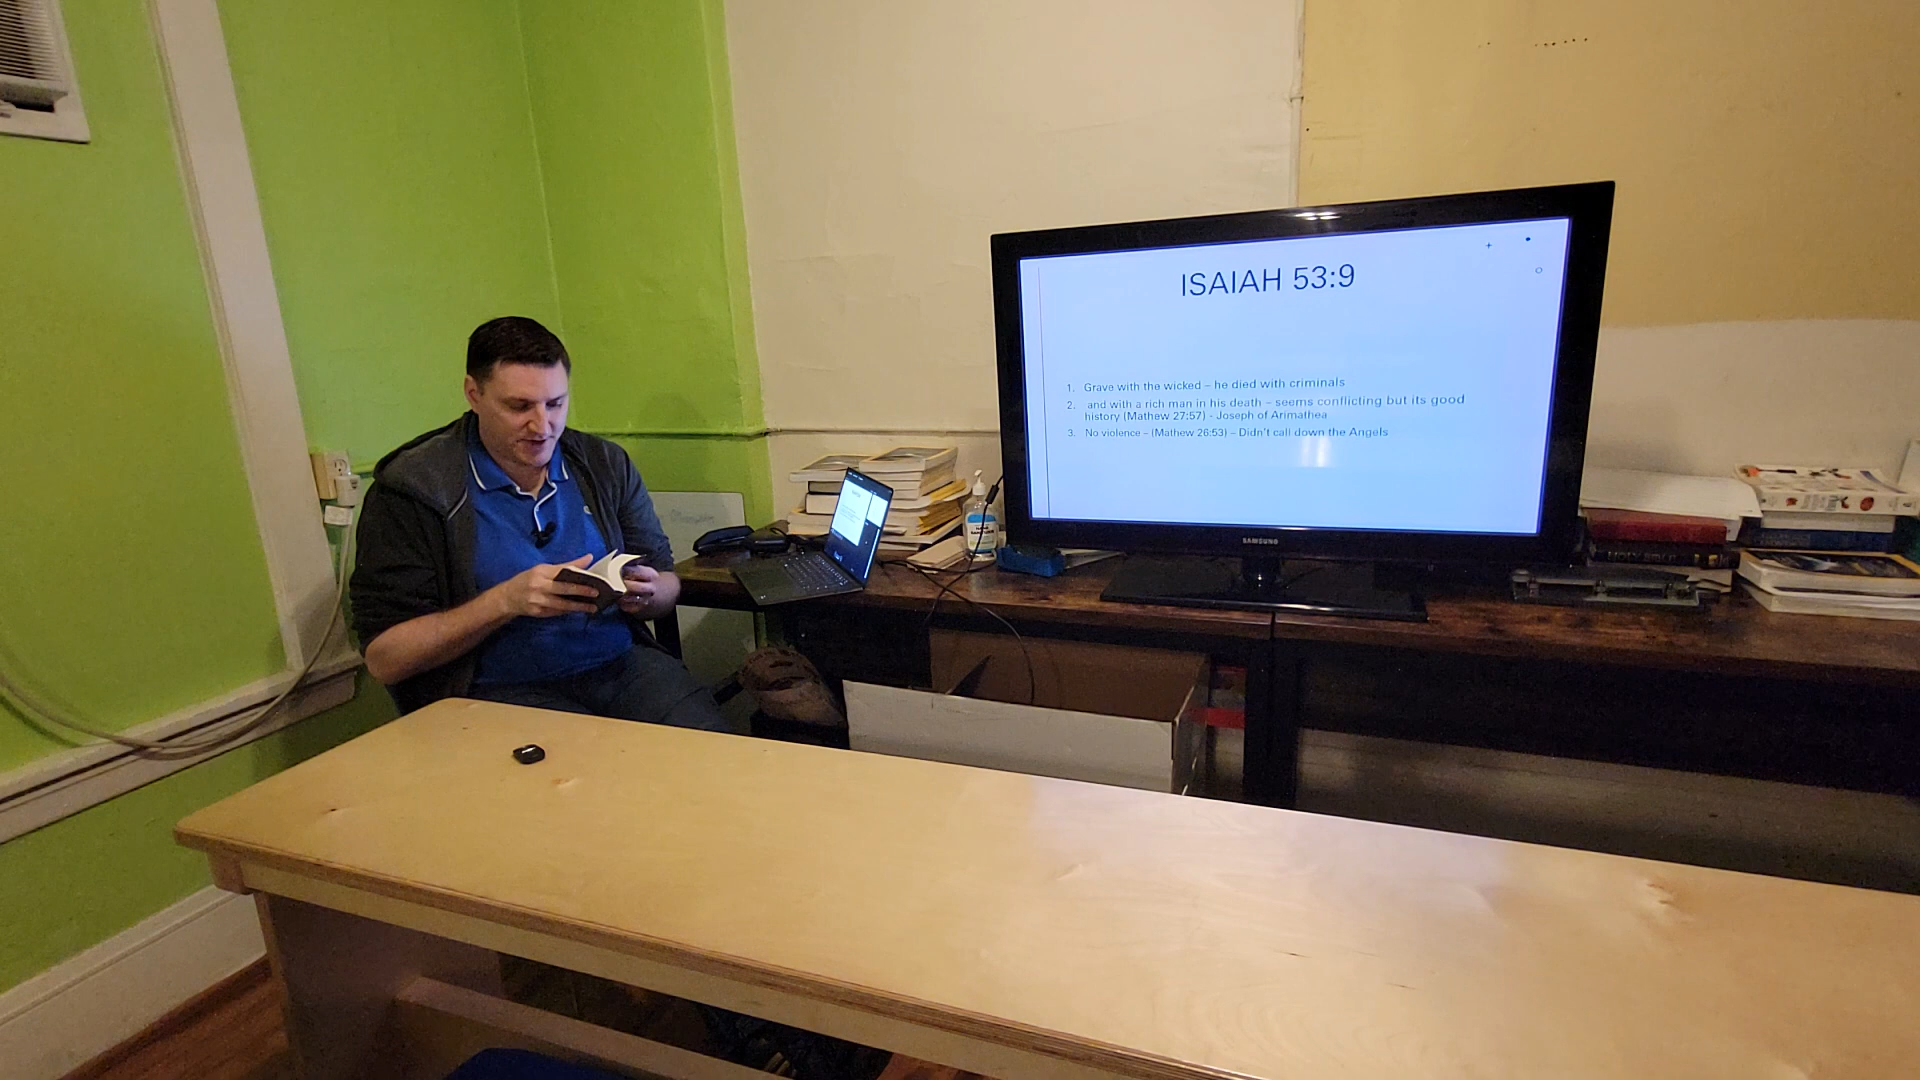 ISAIAH 53:9
1. Grave with the wicked – he died with criminals
2. and with a rich man in his death – seems conflicting but its good
history (Mathew 27:57) - Joseph of Arimathea
3. No violence – (Mathew 26:53) – Didn't call down the Angels
SAMSUNG
HOLY BIBLE